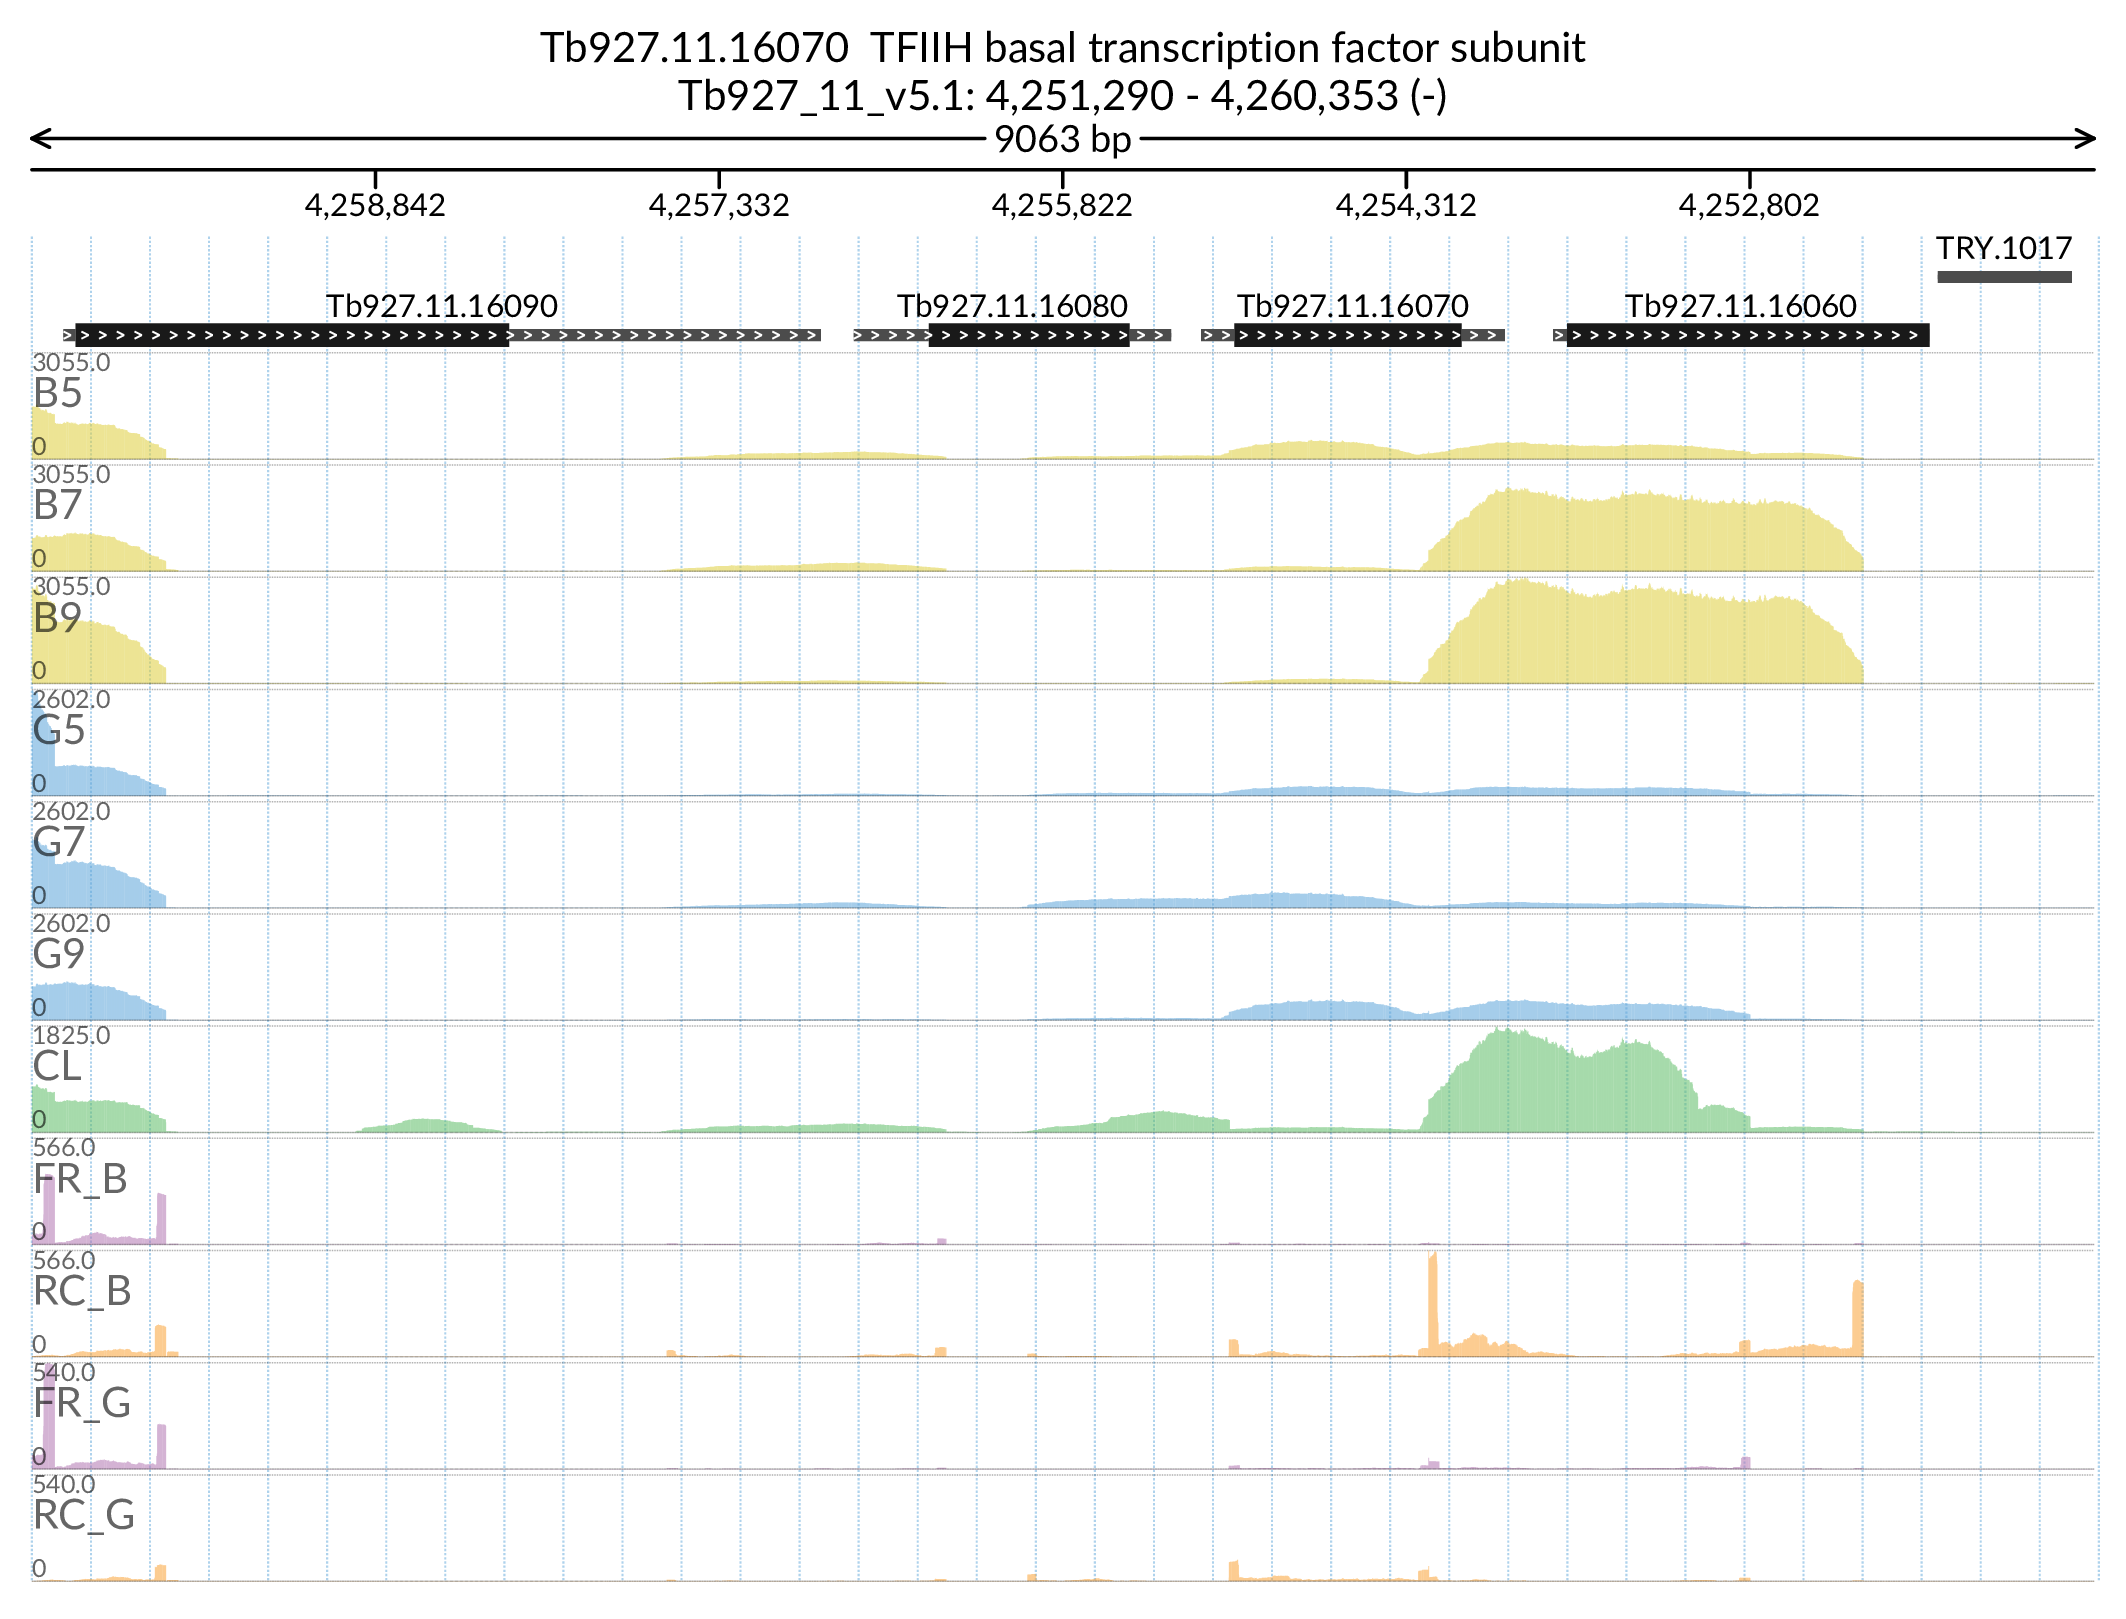 Tb927.11.16070  TFIIH basal transcription factor subunit
Tb927_11_v5.1: 4,251,290 - 4,260,353 (-)
9063 bp
4,258,842 4,257,332 4,255,822 4,254,312 4,252,802
TRY.1017
Tb927.11.16090 Tb927.11.16080 Tb927.11.16070 Tb927.11.16060
3055.0
B5
0
3055.0
B7
0
3055.0
B9
0
2602.0
G5
0
2602.0
G7
0
2602.0
G9
0
1825.0
CL
0
566.0
FR_B
0
566.0
RC_B
0
540.0
FR_G
0
540.0
RC_G
0